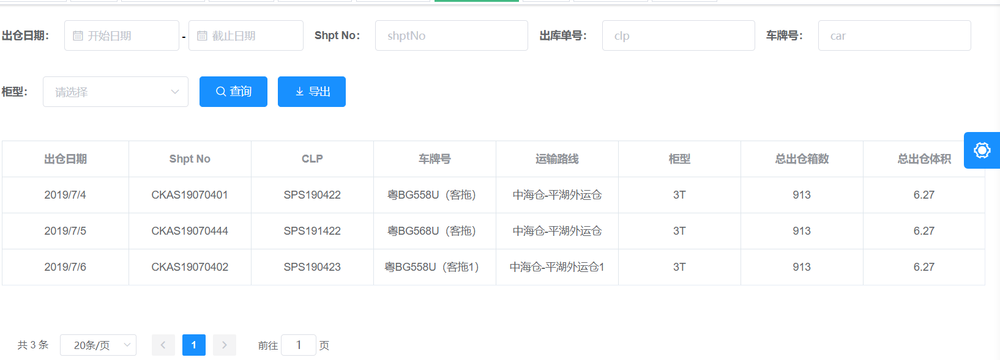 出仓日期： 开始日期 - 截止日期 Shpt No： shptNo 出库单号： clp 车牌号： car
柜型： 请选择 查询 导出
出仓日期 Shpt No CLP 车牌号 运输路线 柜型 总出仓箱数 总出仓体积
2019/7/4 CKAS19070401 SPS190422 粤BG558U（客拖） 中海仓-平湖外运仓 3T 913 6.27
2019/7/5 CKAS19070444 SPS191422 粤BG568U（客拖） 中海仓-平湖外运仓 3T 913 6.27
2019/7/6 CKAS19070402 SPS190423 粤BG558U（客拖1） 中海仓-平湖外运仓1 3T 913 6.27
共 3 条 20条/页 1 前往 1 页